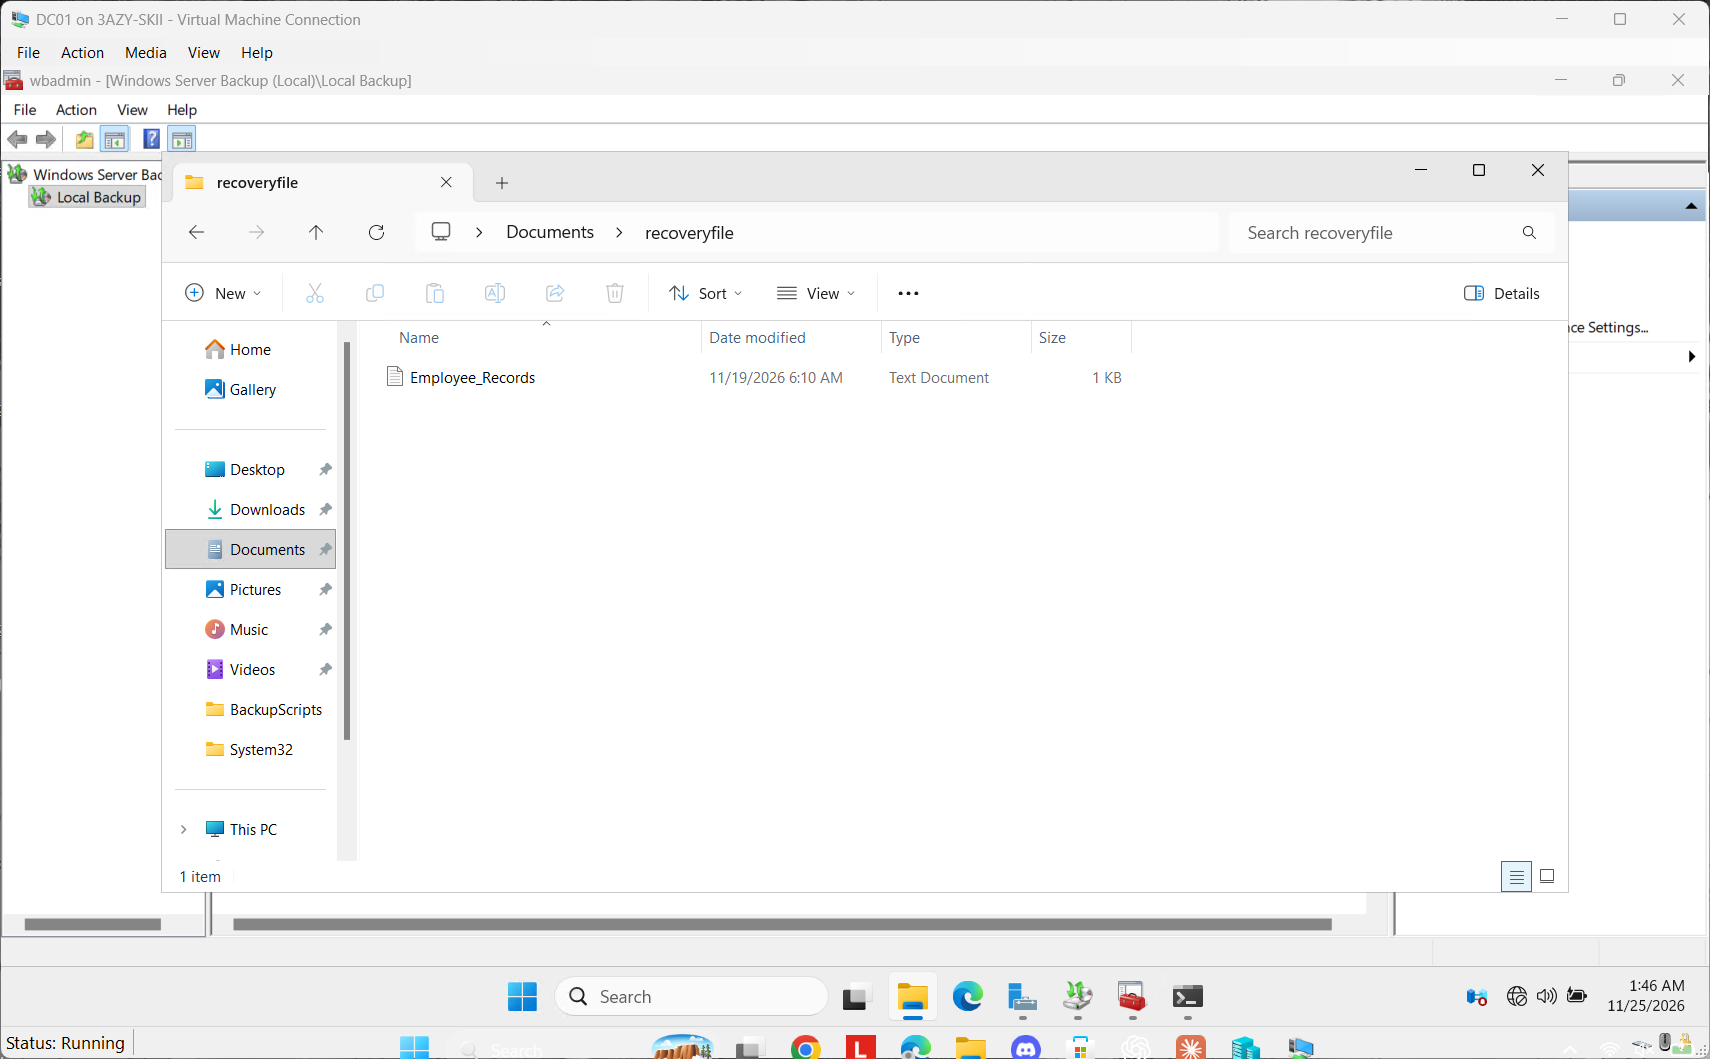 DC01 on 3AZY-SKII - Virtual Machine Connection
File Action Media View Help
wbadmin - [Windows Server Backup (Local)\Local Backup]
File Action View Help
Windows Server Bac
Local Backup
recoveryfile
Documents > recoveryfile
Search recoveryfile
New
Sort
View
Details
Name Date modified Type Size
Employee_Records 11/19/2026 6:10 AM Text Document 1 KB
Home
Gallery
Desktop
Downloads
Documents
Pictures
Music
Videos
BackupScripts
System32
This PC
1 item
ce Settings...
Search
1:46 AM
11/25/2026
Status: Running
Search